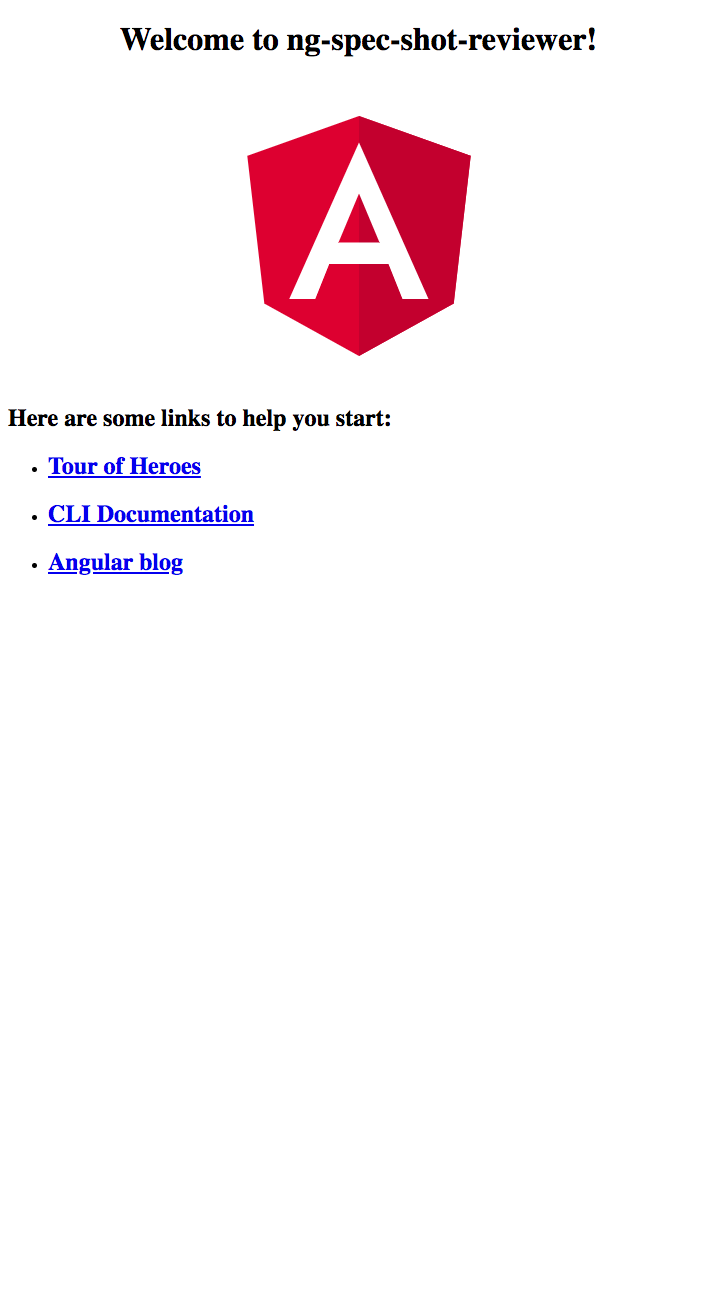 Welcome to ng-spec-shot-reviewer!
A
Here are some links to help you start:
Tour of Heroes
CLI Documentation
Angular blog